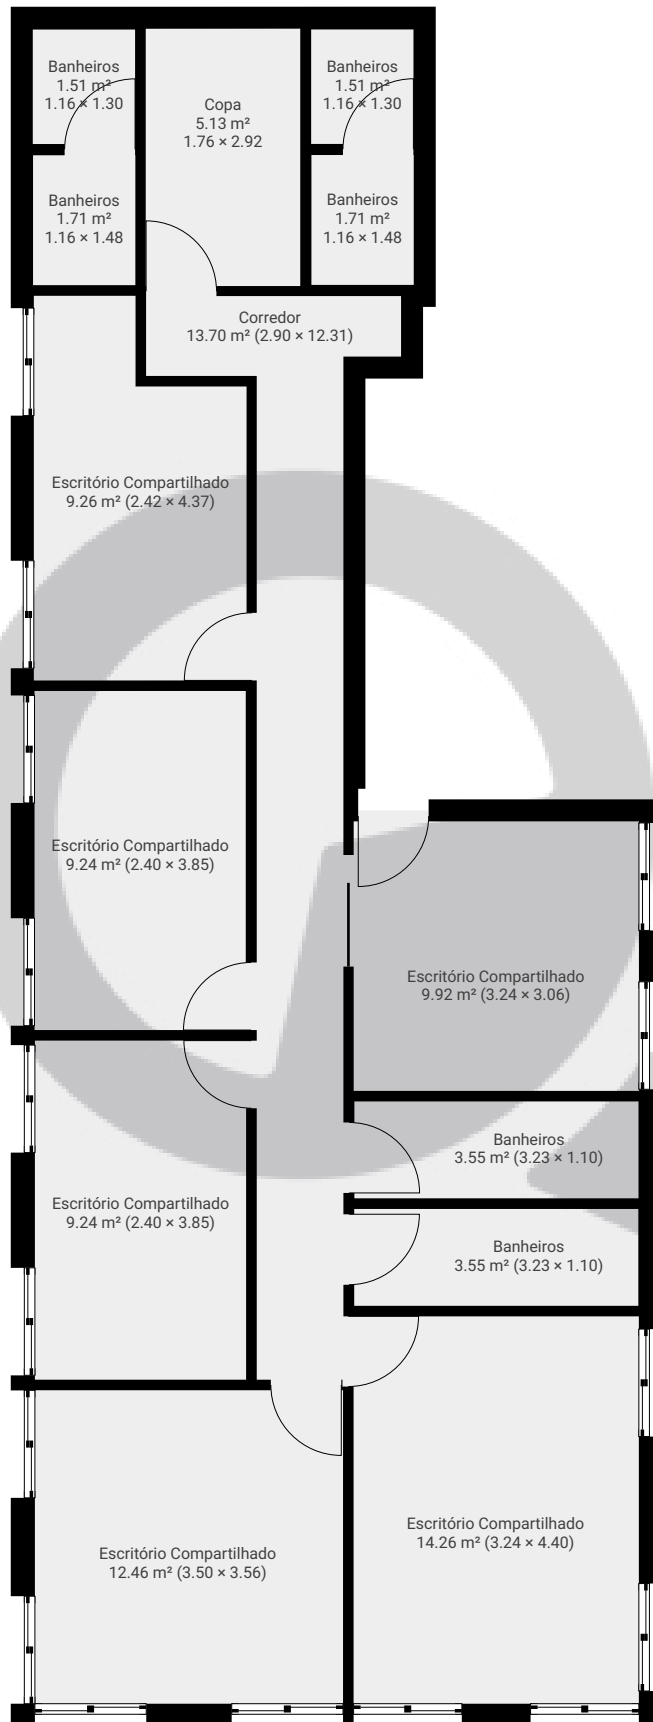 Banheiros
1.51 m²
1.16 × 1.30
Copa
5.13 m²
1.76 × 2.92
Banheiros
1.51 m²
1.16 × 1.30
Banheiros
1.71 m²
1.16 × 1.48
Banheiros
1.71 m²
1.16 × 1.48
Corredor
13.70 m² (2.90 × 12.31)
Escritório Compartilhado
9.26 m² (2.42 × 4.37)
Escritório Compartilhado
9.24 m² (2.40 × 3.85)
Escritório Compartilhado
9.92 m² (3.24 × 3.06)
Banheiros
3.55 m² (3.23 × 1.10)
Escritório Compartilhado
9.24 m² (2.40 × 3.85)
Banheiros
3.55 m² (3.23 × 1.10)
Escritório Compartilhado
14.26 m² (3.24 × 4.40)
Escritório Compartilhado
12.46 m² (3.50 × 3.56)